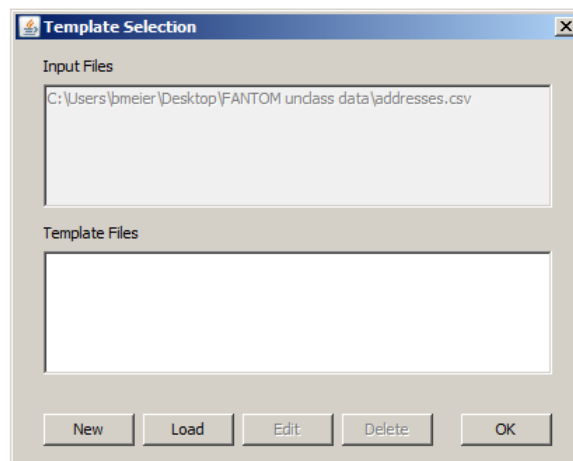 Template Selection
Input Files
C:\Users\bmeier\Desktop\FANTOM unclass data\addresses.csv
Template Files
New Load Edit Delete OK